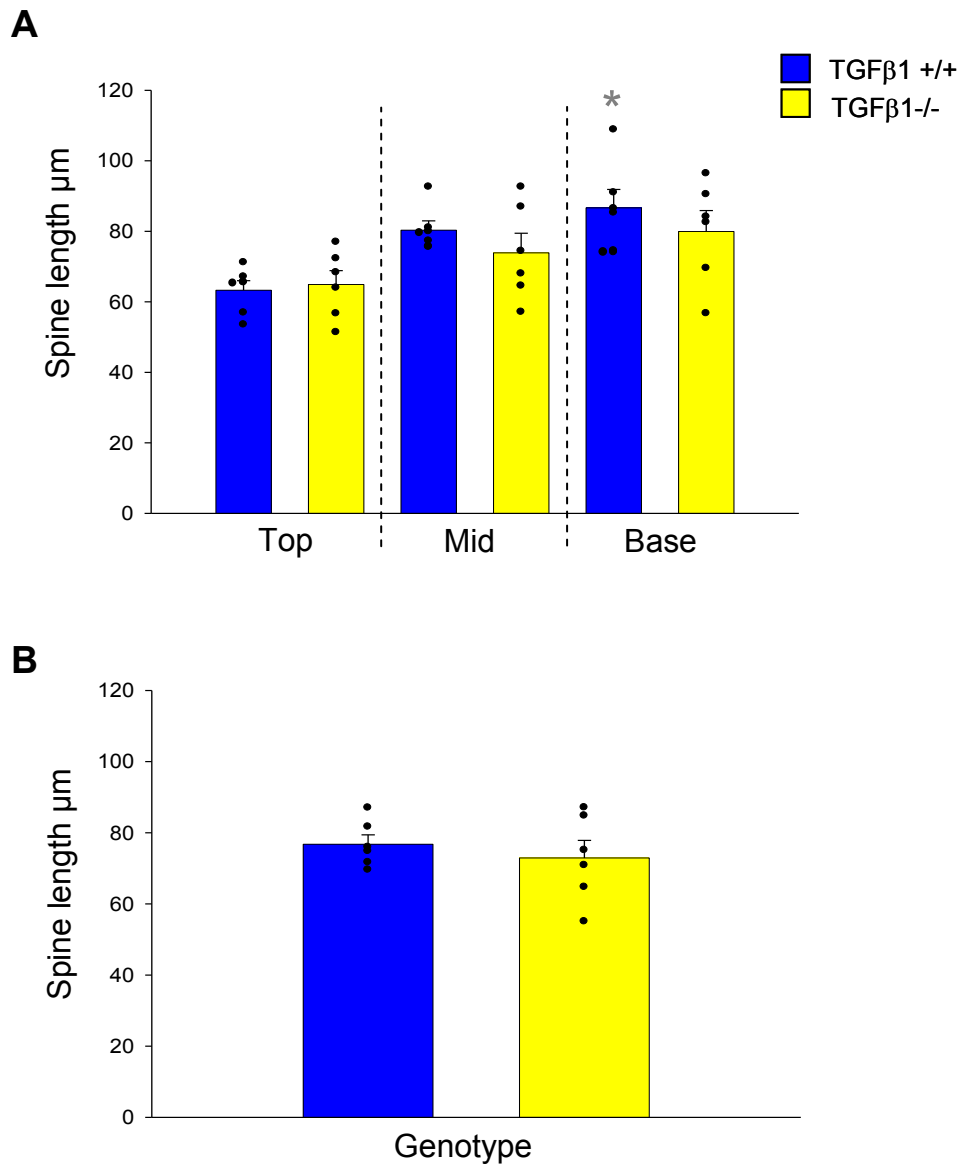 A
TGFβ1 +/+
TGFβ1-/-
*
120
100
80
60
40
20
0
Spine length µm
Top Mid Base
B
120
100
80
60
40
20
0
Spine length µm
Genotype